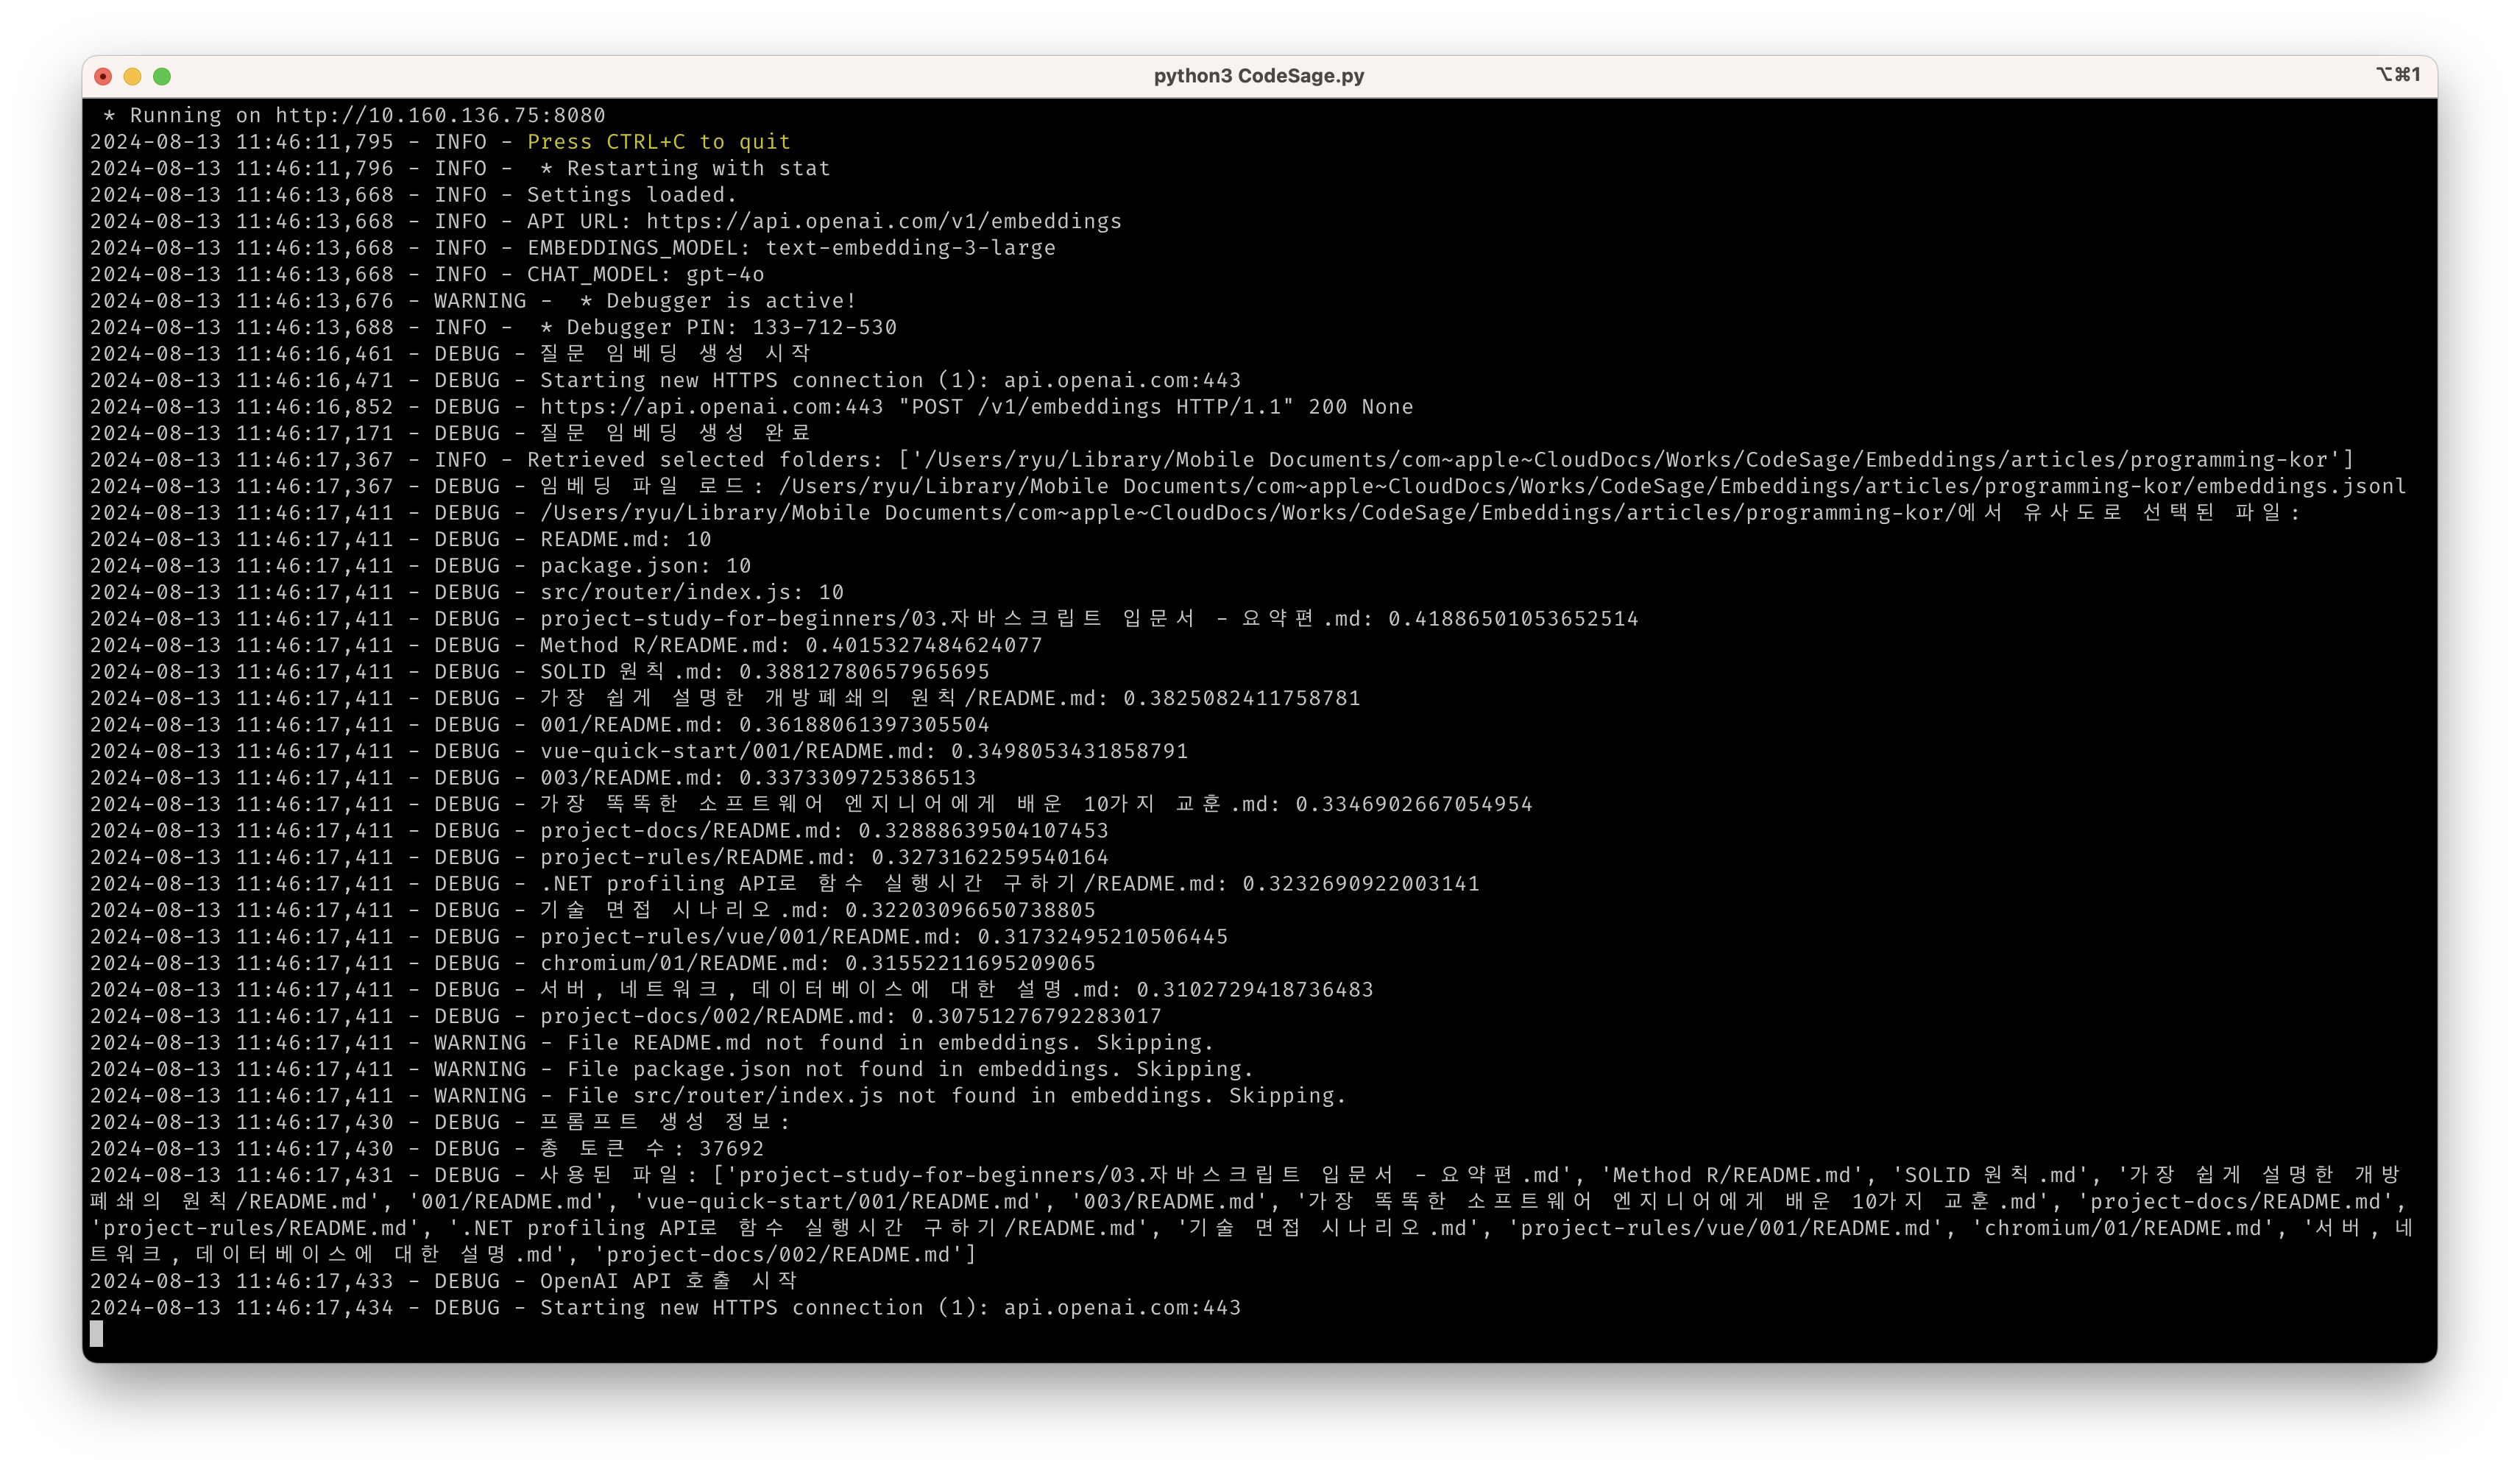 python3 CodeSage.py
⌥⌘1
* Running on http://10.160.136.75:8080
2024-08-13 11:46:11,795 - INFO - Press CTRL+C to quit
2024-08-13 11:46:11,796 - INFO -  * Restarting with stat
2024-08-13 11:46:13,668 - INFO - Settings loaded.
2024-08-13 11:46:13,668 - INFO - API URL: https://api.openai.com/v1/embeddings
2024-08-13 11:46:13,668 - INFO - EMBEDDINGS_MODEL: text-embedding-3-large
2024-08-13 11:46:13,668 - INFO - CHAT_MODEL: gpt-4o
2024-08-13 11:46:13,676 - WARNING -  * Debugger is active!
2024-08-13 11:46:13,688 - INFO -  * Debugger PIN: 133-712-530
2024-08-13 11:46:16,461 - DEBUG - 질문 임베딩 생성 시작
2024-08-13 11:46:16,471 - DEBUG - Starting new HTTPS connection (1): api.openai.com:443
2024-08-13 11:46:16,852 - DEBUG - https://api.openai.com:443 "POST /v1/embeddings HTTP/1.1" 200 None
2024-08-13 11:46:17,171 - DEBUG - 질문 임베딩 생성 완료
2024-08-13 11:46:17,367 - INFO - Retrieved selected folders: ['/Users/ryu/Library/Mobile Documents/com~apple~CloudDocs/Works/CodeSage/Embeddings/articles/programming-kor']
2024-08-13 11:46:17,367 - DEBUG - 임베딩 파일 로드: /Users/ryu/Library/Mobile Documents/com~apple~CloudDocs/Works/CodeSage/Embeddings/articles/programming-kor/embeddings.jsonl
2024-08-13 11:46:17,411 - DEBUG - /Users/ryu/Library/Mobile Documents/com~apple~CloudDocs/Works/CodeSage/Embeddings/articles/programming-kor/에서 유사도로 선택된 파일:
2024-08-13 11:46:17,411 - DEBUG - README.md: 10
2024-08-13 11:46:17,411 - DEBUG - package.json: 10
2024-08-13 11:46:17,411 - DEBUG - src/router/index.js: 10
2024-08-13 11:46:17,411 - DEBUG - project-study-for-beginners/03.자바스크립트 입문서 - 요약편.md: 0.41886501053652514
2024-08-13 11:46:17,411 - DEBUG - Method R/README.md: 0.4015327484624077
2024-08-13 11:46:17,411 - DEBUG - SOLID 원칙.md: 0.38812780657965695
2024-08-13 11:46:17,411 - DEBUG - 가장 쉽게 설명한 개방폐쇄의 원칙/README.md: 0.3825082411758781
2024-08-13 11:46:17,411 - DEBUG - 001/README.md: 0.36188061397305504
2024-08-13 11:46:17,411 - DEBUG - vue-quick-start/001/README.md: 0.3498053431858791
2024-08-13 11:46:17,411 - DEBUG - 003/README.md: 0.3373309725386513
2024-08-13 11:46:17,411 - DEBUG - 가장 똑똑한 소프트웨어 엔지니어에게 배운 10가지 교훈.md: 0.3346902667054954
2024-08-13 11:46:17,411 - DEBUG - project-docs/README.md: 0.32888639504107453
2024-08-13 11:46:17,411 - DEBUG - project-rules/README.md: 0.3273162259540164
2024-08-13 11:46:17,411 - DEBUG - .NET profiling API로 함수 실행시간 구하기/README.md: 0.3232690922003141
2024-08-13 11:46:17,411 - DEBUG - 기술 면접 시나리오.md: 0.32203096650738805
2024-08-13 11:46:17,411 - DEBUG - project-rules/vue/001/README.md: 0.31732495210506445
2024-08-13 11:46:17,411 - DEBUG - chromium/01/README.md: 0.31552211695209065
2024-08-13 11:46:17,411 - DEBUG - 서버, 네트워크, 데이터베이스에 대한 설명.md: 0.3102729418736483
2024-08-13 11:46:17,411 - DEBUG - project-docs/002/README.md: 0.30751276792283017
2024-08-13 11:46:17,411 - WARNING - File README.md not found in embeddings. Skipping.
2024-08-13 11:46:17,411 - WARNING - File package.json not found in embeddings. Skipping.
2024-08-13 11:46:17,411 - WARNING - File src/router/index.js not found in embeddings. Skipping.
2024-08-13 11:46:17,430 - DEBUG - 프롬프트 생성 정보:
2024-08-13 11:46:17,430 - DEBUG - 총 토큰 수: 37692
2024-08-13 11:46:17,431 - DEBUG - 사용된 파일: ['project-study-for-beginners/03.자바스크립트 입문서 - 요약편.md', 'Method R/README.md', 'SOLID 원칙.md', '가장 쉽게 설명한 개방
폐쇄의 원칙/README.md', '001/README.md', 'vue-quick-start/001/README.md', '003/README.md', '가장 똑똑한 소프트웨어 엔지니어에게 배운 10가지 교훈.md', 'project-docs/README.md',
'project-rules/README.md', '.NET profiling API로 함수 실행시간 구하기/README.md', '기술 면접 시나리오.md', 'project-rules/vue/001/README.md', 'chromium/01/README.md', '서버, 네
트워크, 데이터베이스에 대한 설명.md', 'project-docs/002/README.md']
2024-08-13 11:46:17,433 - DEBUG - OpenAI API 호출 시작
2024-08-13 11:46:17,434 - DEBUG - Starting new HTTPS connection (1): api.openai.com:443